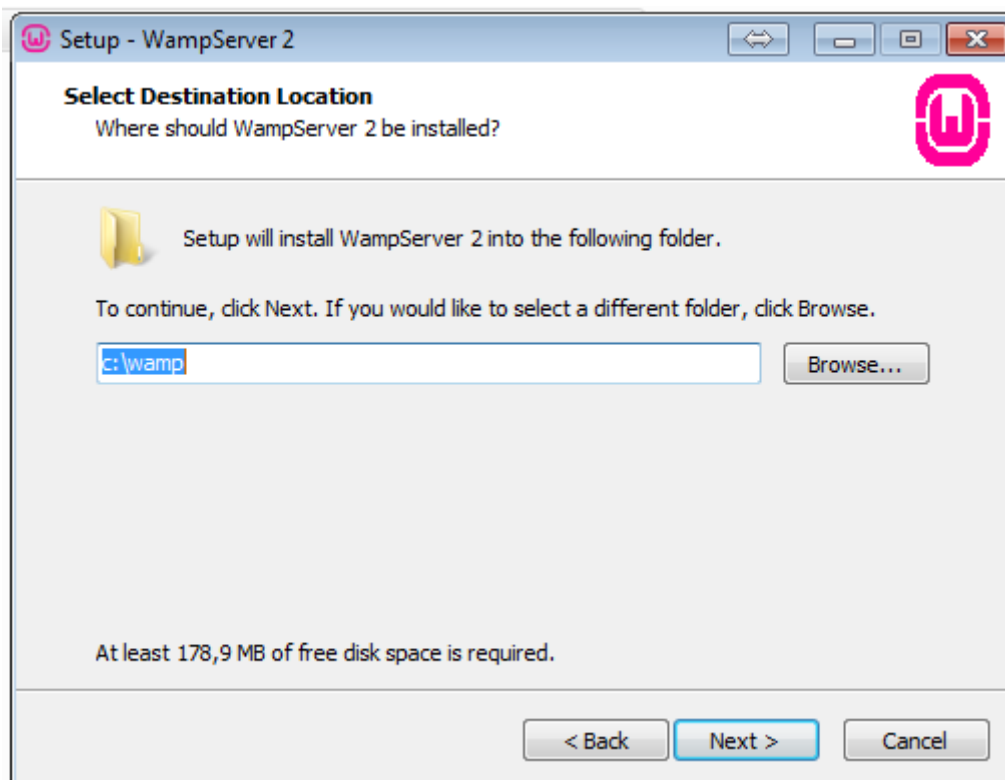 Setup - WampServer 2
Select Destination Location
Where should WampServer 2 be installed?
Setup will install WampServer 2 into the following folder.
To continue, click Next. If you would like to select a different folder, click Browse.
c:\wamp
Browse...
At least 178,9 MB of free disk space is required.
< Back
Next >
Cancel